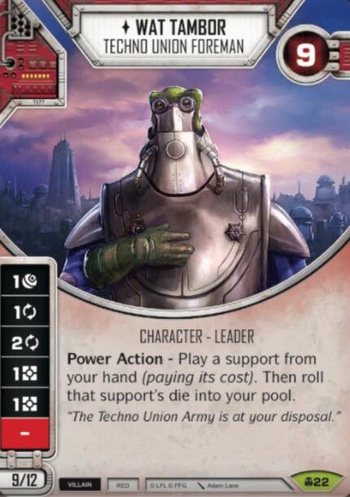 WAT TAMBOR
TECHNO UNION FOREMAN
9
1
1
2
1
1
-
CHARACTER - LEADER
Power Action - Play a support from
your hand (paying its cost). Then roll
that support's die into your pool.
"The Techno Union Army is at your disposal."
9/12
VILLAIN
RED
© LFL © FFG
Adam Lane
22